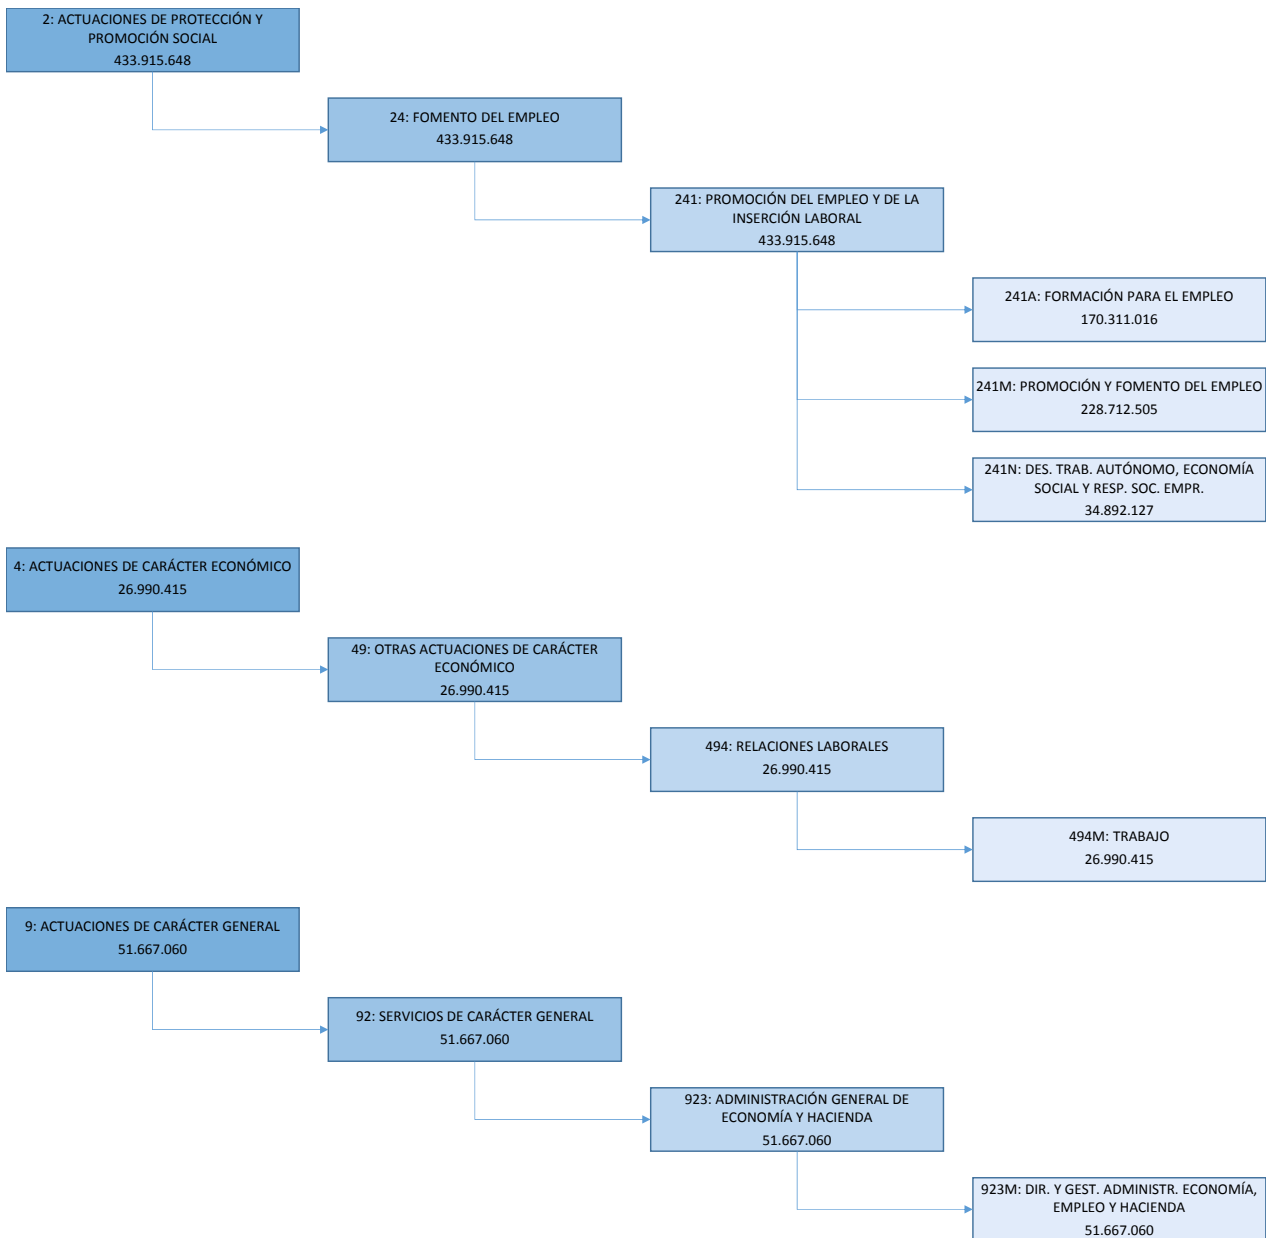 2: ACTUACIONES DE PROTECCIÓN Y
PROMOCIÓN SOCIAL
433.915.648
24: FOMENTO DEL EMPLEO
433.915.648
241: PROMOCIÓN DEL EMPLEO Y DE LA
INSERCIÓN LABORAL
433.915.648
241A: FORMACIÓN PARA EL EMPLEO
170.311.016
241M: PROMOCIÓN Y FOMENTO DEL EMPLEO
228.712.505
241N: DES. TRAB. AUTÓNOMO, ECONOMÍA
SOCIAL Y RESP. SOC. EMPR.
34.892.127
4: ACTUACIONES DE CARÁCTER ECONÓMICO
26.990.415
49: OTRAS ACTUACIONES DE CARÁCTER
ECONÓMICO
26.990.415
494: RELACIONES LABORALES
26.990.415
494M: TRABAJO
26.990.415
9: ACTUACIONES DE CARÁCTER GENERAL
51.667.060
92: SERVICIOS DE CARÁCTER GENERAL
51.667.060
923: ADMINISTRACIÓN GENERAL DE
ECONOMÍA Y HACIENDA
51.667.060
923M: DIR. Y GEST. ADMINISTR. ECONOMÍA,
EMPLEO Y HACIENDA
51.667.060